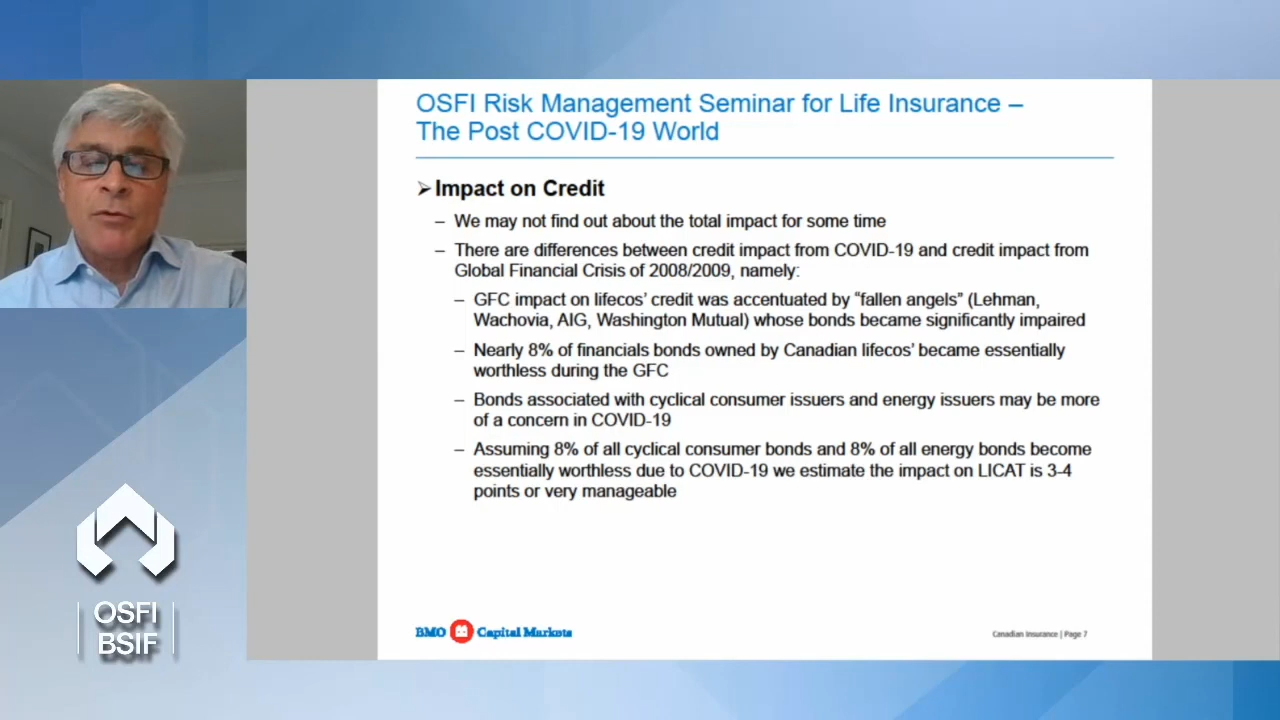 OSFI Risk Management Seminar for Life Insurance –
The Post COVID-19 World
➢ Impact on Credit
– We may not find out about the total impact for some time
– There are differences between credit impact from COVID-19 and credit impact from
Global Financial Crisis of 2008/2009, namely:
– GFC impact on lifecos’ credit was accentuated by “fallen angels” (Lehman,
Wachovia, AIG, Washington Mutual) whose bonds became significantly impaired
– Nearly 8% of financials bonds owned by Canadian lifecos’ became essentially
worthless during the GFC
– Bonds associated with cyclical consumer issuers and energy issuers may be more
of a concern in COVID-19
– Assuming 8% of all cyclical consumer bonds and 8% of all energy bonds become
essentially worthless due to COVID-19 we estimate the impact on LICAT is 3-4
points or very manageable
BMO Capital Markets
Canadian Insurance | Page 7
OSFI
BSIF